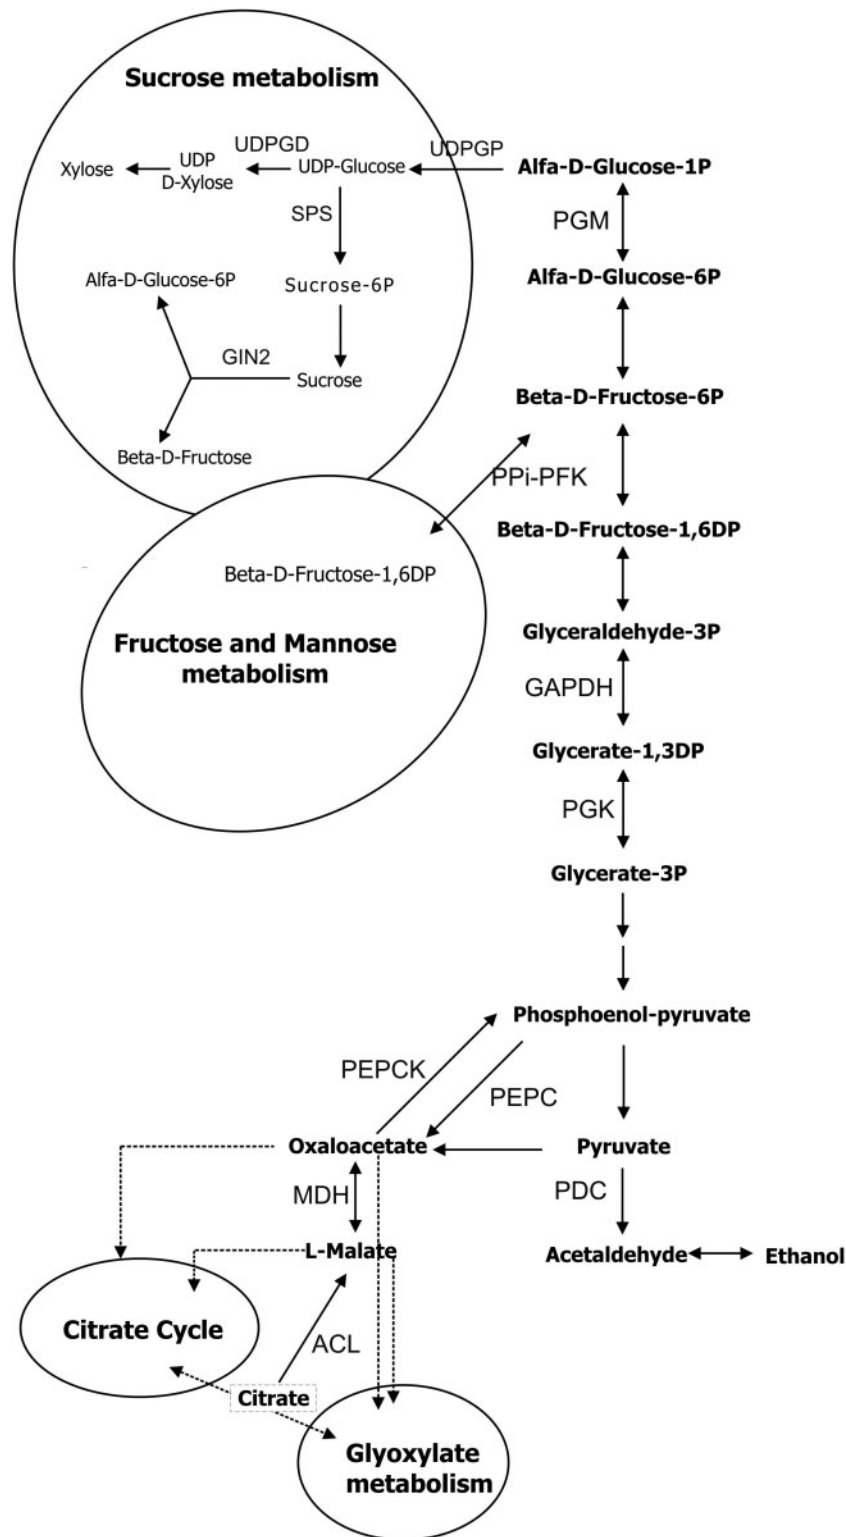 Sucrose metabolism
Xylose
UDP
D-Xylose
UDPGD
UDP-Glucose
UDPGP
Alfa-D-Glucose-1P
SPS
PGM
Alfa-D-Glucose-6P
Sucrose-6P
Alfa-D-Glucose-6P
GIN2
Sucrose
Beta-D-Fructose-6P
Beta-D-Fructose
PPi-PFK
Beta-D-Fructose-1,6DP
Beta-D-Fructose-1,6DP
Fructose and Mannose
metabolism
Glyceraldehyde-3P
GAPDH
Glycerate-1,3DP
PGK
Glycerate-3P
Phosphoenol-pyruvate
PEPCK
PEPC
Oxaloacetate
Pyruvate
MDH
PDC
L-Malate
Acetaldehyde
Ethanol
Citrate Cycle
ACL
Citrate
Glyoxylate
metabolism